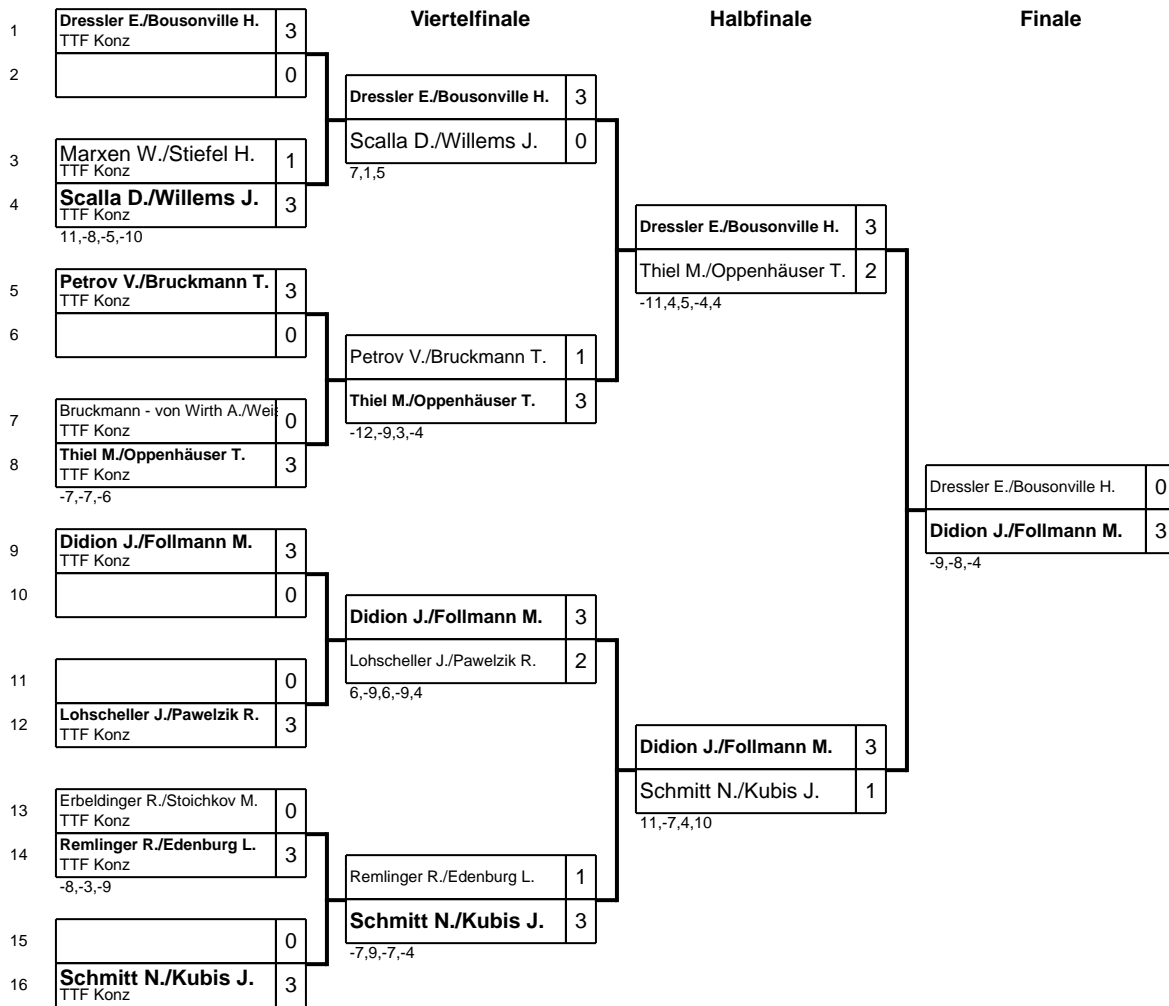 Viertelfinale
Halbfinale
Finale
1
Dressler E./Bousonville H.
TTF Konz
3
2
0
3
Marxen W./Stiefel H.
TTF Konz
1
4
Scalla D./Willems J.
TTF Konz
3
11,-8,-5,-10
5
Petrov V./Bruckmann T.
TTF Konz
3
6
0
7
Bruckmann - von Wirth A./Wei
TTF Konz
0
8
Thiel M./Oppenhäuser T.
TTF Konz
3
-7,-7,-6
9
Didion J./Follmann M.
TTF Konz
3
10
0
11
0
12
Lohscheller J./Pawelzik R.
TTF Konz
3
13
Erbeldinger R./Stoichkov M.
TTF Konz
0
14
Remlinger R./Edenburg L.
TTF Konz
3
-8,-3,-9
15
0
16
Schmitt N./Kubis J.
TTF Konz
3
Dressler E./Bousonville H.
3
Scalla D./Willems J.
0
7,1,5
Petrov V./Bruckmann T.
1
Thiel M./Oppenhäuser T.
3
-12,-9,3,-4
Didion J./Follmann M.
3
Lohscheller J./Pawelzik R.
2
6,-9,6,-9,4
Remlinger R./Edenburg L.
1
Schmitt N./Kubis J.
3
-7,9,-7,-4
Dressler E./Bousonville H.
3
Thiel M./Oppenhäuser T.
2
-11,4,5,-4,4
Didion J./Follmann M.
3
Schmitt N./Kubis J.
1
11,-7,4,10
Dressler E./Bousonville H.
0
Didion J./Follmann M.
3
-9,-8,-4